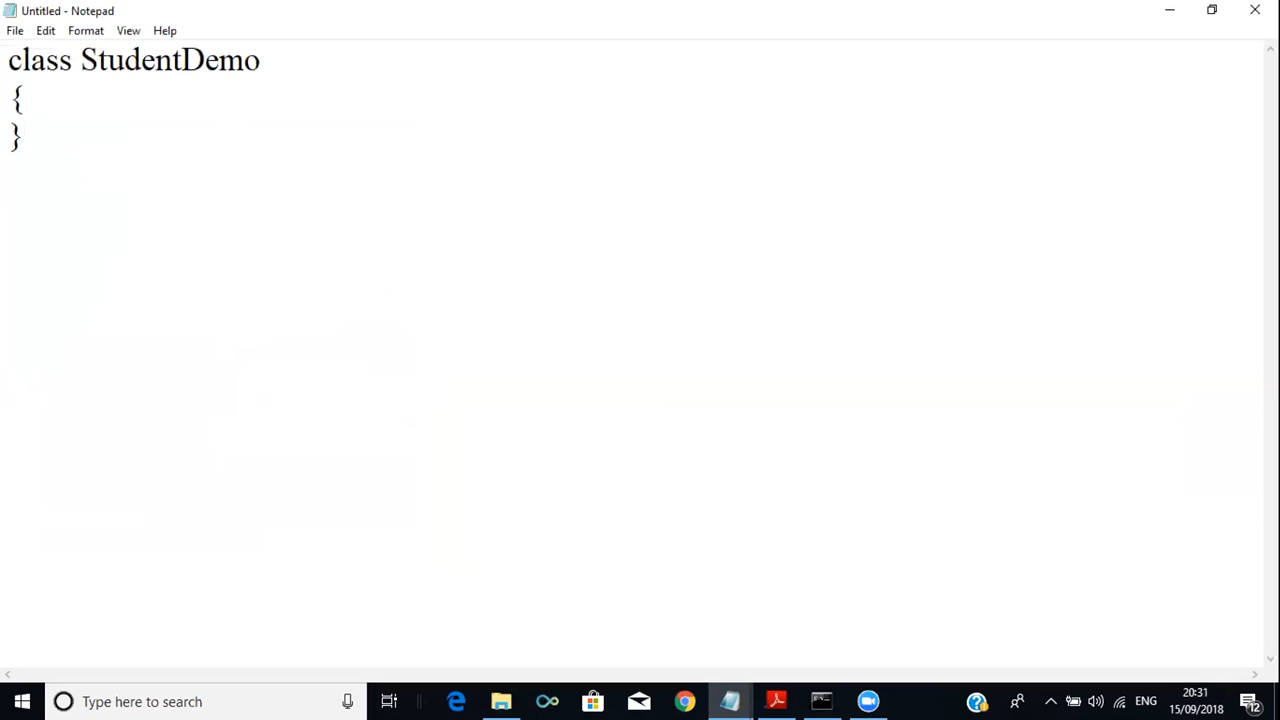 Untitled - Notepad
File Edit Format View Help
class StudentDemo
{
}
Type here to search
ENG
20:31
15/09/2018
12